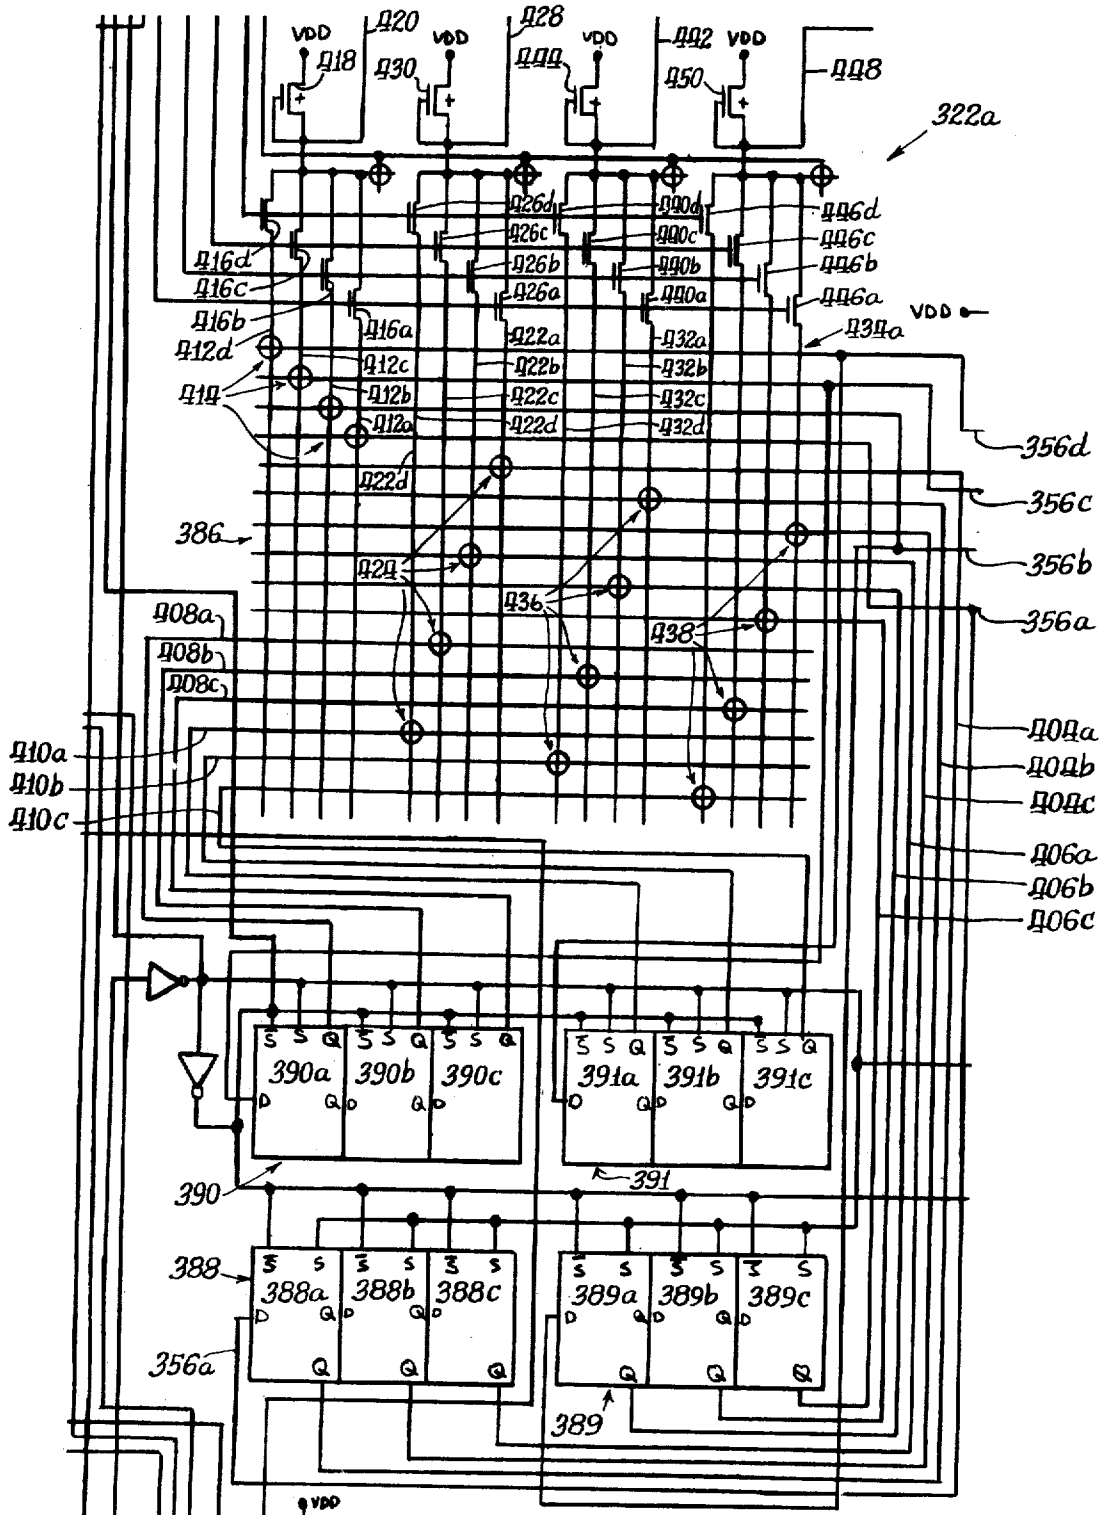 420
428
442
VDD
VDD
VDD
VDD
418
430
444
450
448
322a
426d
440d
446d
426c
440c
446c
416d
426b
440b
446b
416c
426a
440a
446a
416b
416a
422a
432a
434a
VDD
412d
412c
422b
432b
414
412b
422c
432c
412a
422d
432d
356d
422d
356c
386
424
436
438
356b
356a
408a
408b
408c
410a
410b
410c
404a
404b
404c
406a
406b
406c
S̅ S Q S̅ S Q S̅ S Q
S̅ S Q S̅ S Q S̅ S Q
390a 390b 390c
391a 391b 391c
D Q D Q D
D Q D Q D
390
391
388
S̅ S S̅ S S̅ S
S̅ S S̅ S S̅ S
388a 388b 388c
389a 389b 389c
D Q D Q D
D Q D Q D
356a
Q Q Q
Q Q Q
389
VDD